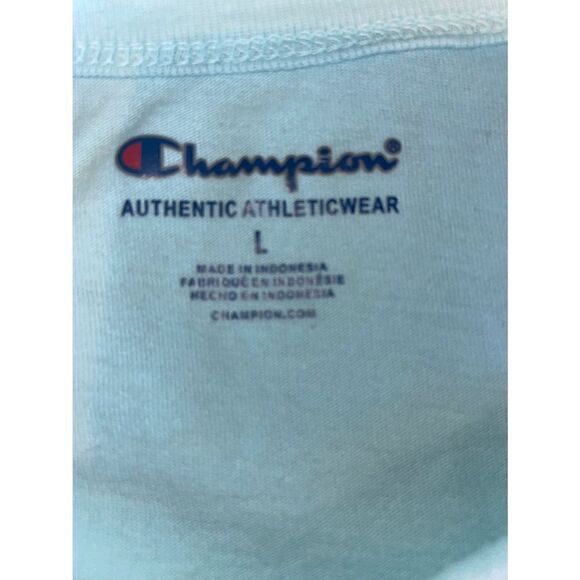 Champion®
AUTHENTIC ATHLETICWEAR
L
MADE IN INDONESIA
FABRIQUÉ EN INDONÉSIE
HECHO EN INDONESIA
CHAMPION.COM